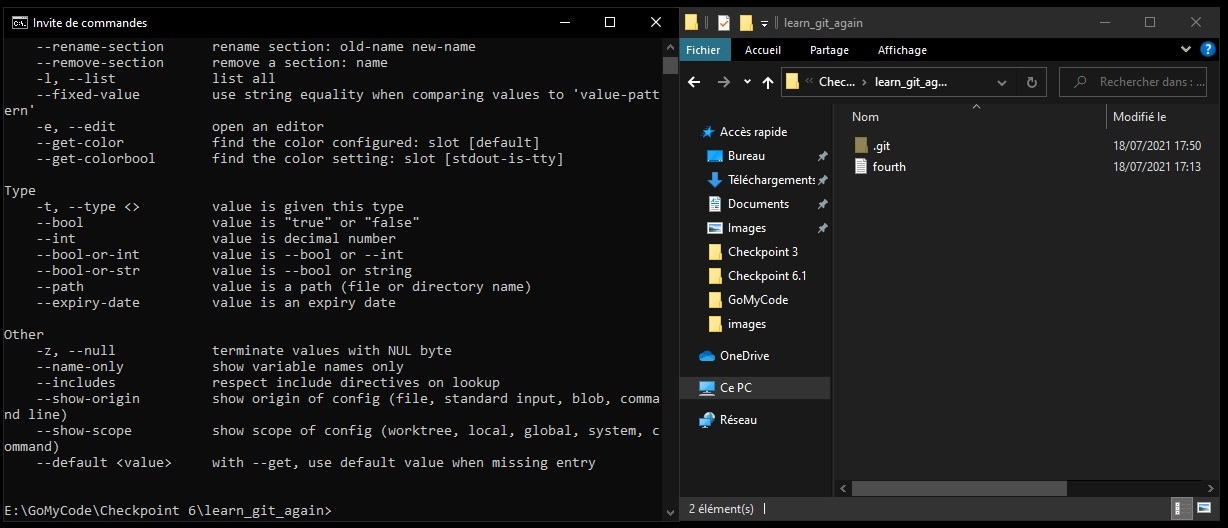 Invite de commandes
--rename-section rename section: old-name new-name
--remove-section remove a section: name
-l, --list list all
--fixed-value use string equality when comparing values to 'value-patt
ern'
-e, --edit open an editor
--get-color find the color configured: slot [default]
--get-colorbool find the color setting: slot [stdout-is-tty]
Type
-t, --type <> value is given this type
--bool value is "true" or "false"
--int value is decimal number
--bool-or-int value is --bool or --int
--bool-or-str value is --bool or string
--path value is a path (file or directory name)
--expiry-date value is an expiry date
Other
-z, --null terminate values with NUL byte
--name-only show variable names only
--includes respect include directives on lookup
--show-origin show origin of config (file, standard input, blob, comma
nd line)
--show-scope show scope of config (worktree, local, global, system, c
ommand)
--default <value> with --get, use default value when missing entry
E:\GoMyCode\Checkpoint 6\learn_git_again>
learn_git_again
Fichier Accueil Partage Affichage
« Chec... > learn_git_ag... Rechercher dans : ...
Accès rapide
Bureau
Téléchargements
Documents
Images
Checkpoint 3
Checkpoint 6.1
GoMyCode
images
OneDrive
Ce PC
Réseau
Nom Modifié le
.git 18/07/2021 17:50
fourth 18/07/2021 17:13
2 élément(s)